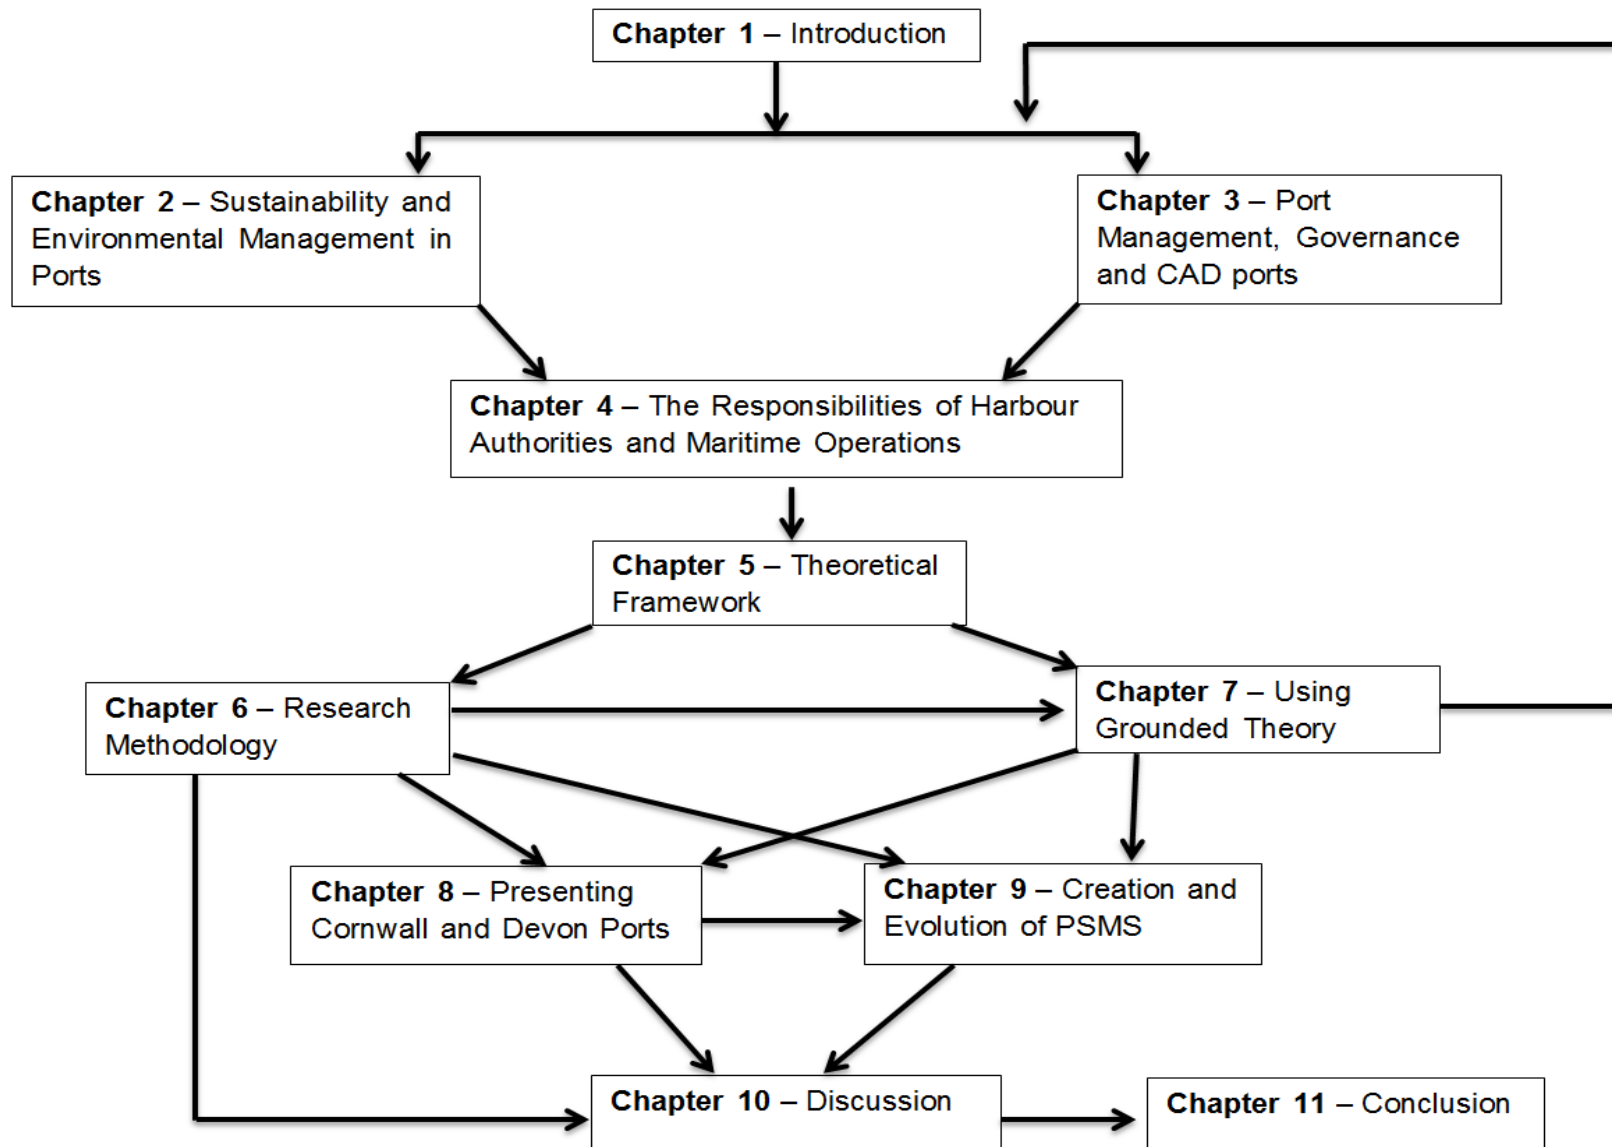 Chapter 1 – Introduction
Chapter 2 – Sustainability and
Environmental Management in
Ports
Chapter 3 – Port
Management, Governance
and CAD ports
Chapter 4 – The Responsibilities of Harbour
Authorities and Maritime Operations
Chapter 5 – Theoretical
Framework
Chapter 6 – Research
Methodology
Chapter 7 – Using
Grounded Theory
Chapter 8 – Presenting
Cornwall and Devon Ports
Chapter 9 – Creation and
Evolution of PSMS
Chapter 10 – Discussion
Chapter 11 – Conclusion